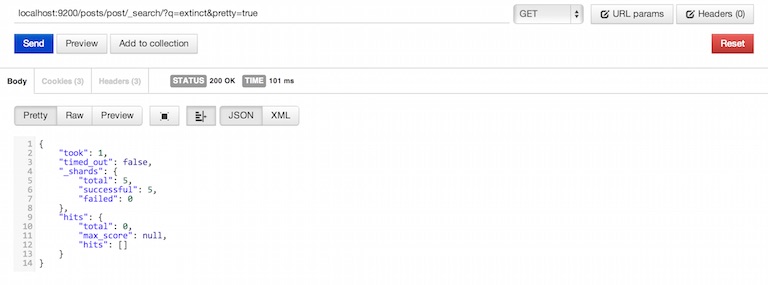 localhost:9200/posts/post/_search/?q=extinct&pretty=true GET URL params Headers (0)
Send Preview Add to collection Reset
Body Cookies (3) Headers (3) STATUS 200 OK TIME 101 ms
Pretty Raw Preview JSON XML
1 {
2     "took": 1,
3     "timed_out": false,
4     "_shards": {
5         "total": 5,
6         "successful": 5,
7         "failed": 0
8     },
9     "hits": {
10         "total": 0,
11         "max_score": null,
12         "hits": []
13     }
14 }